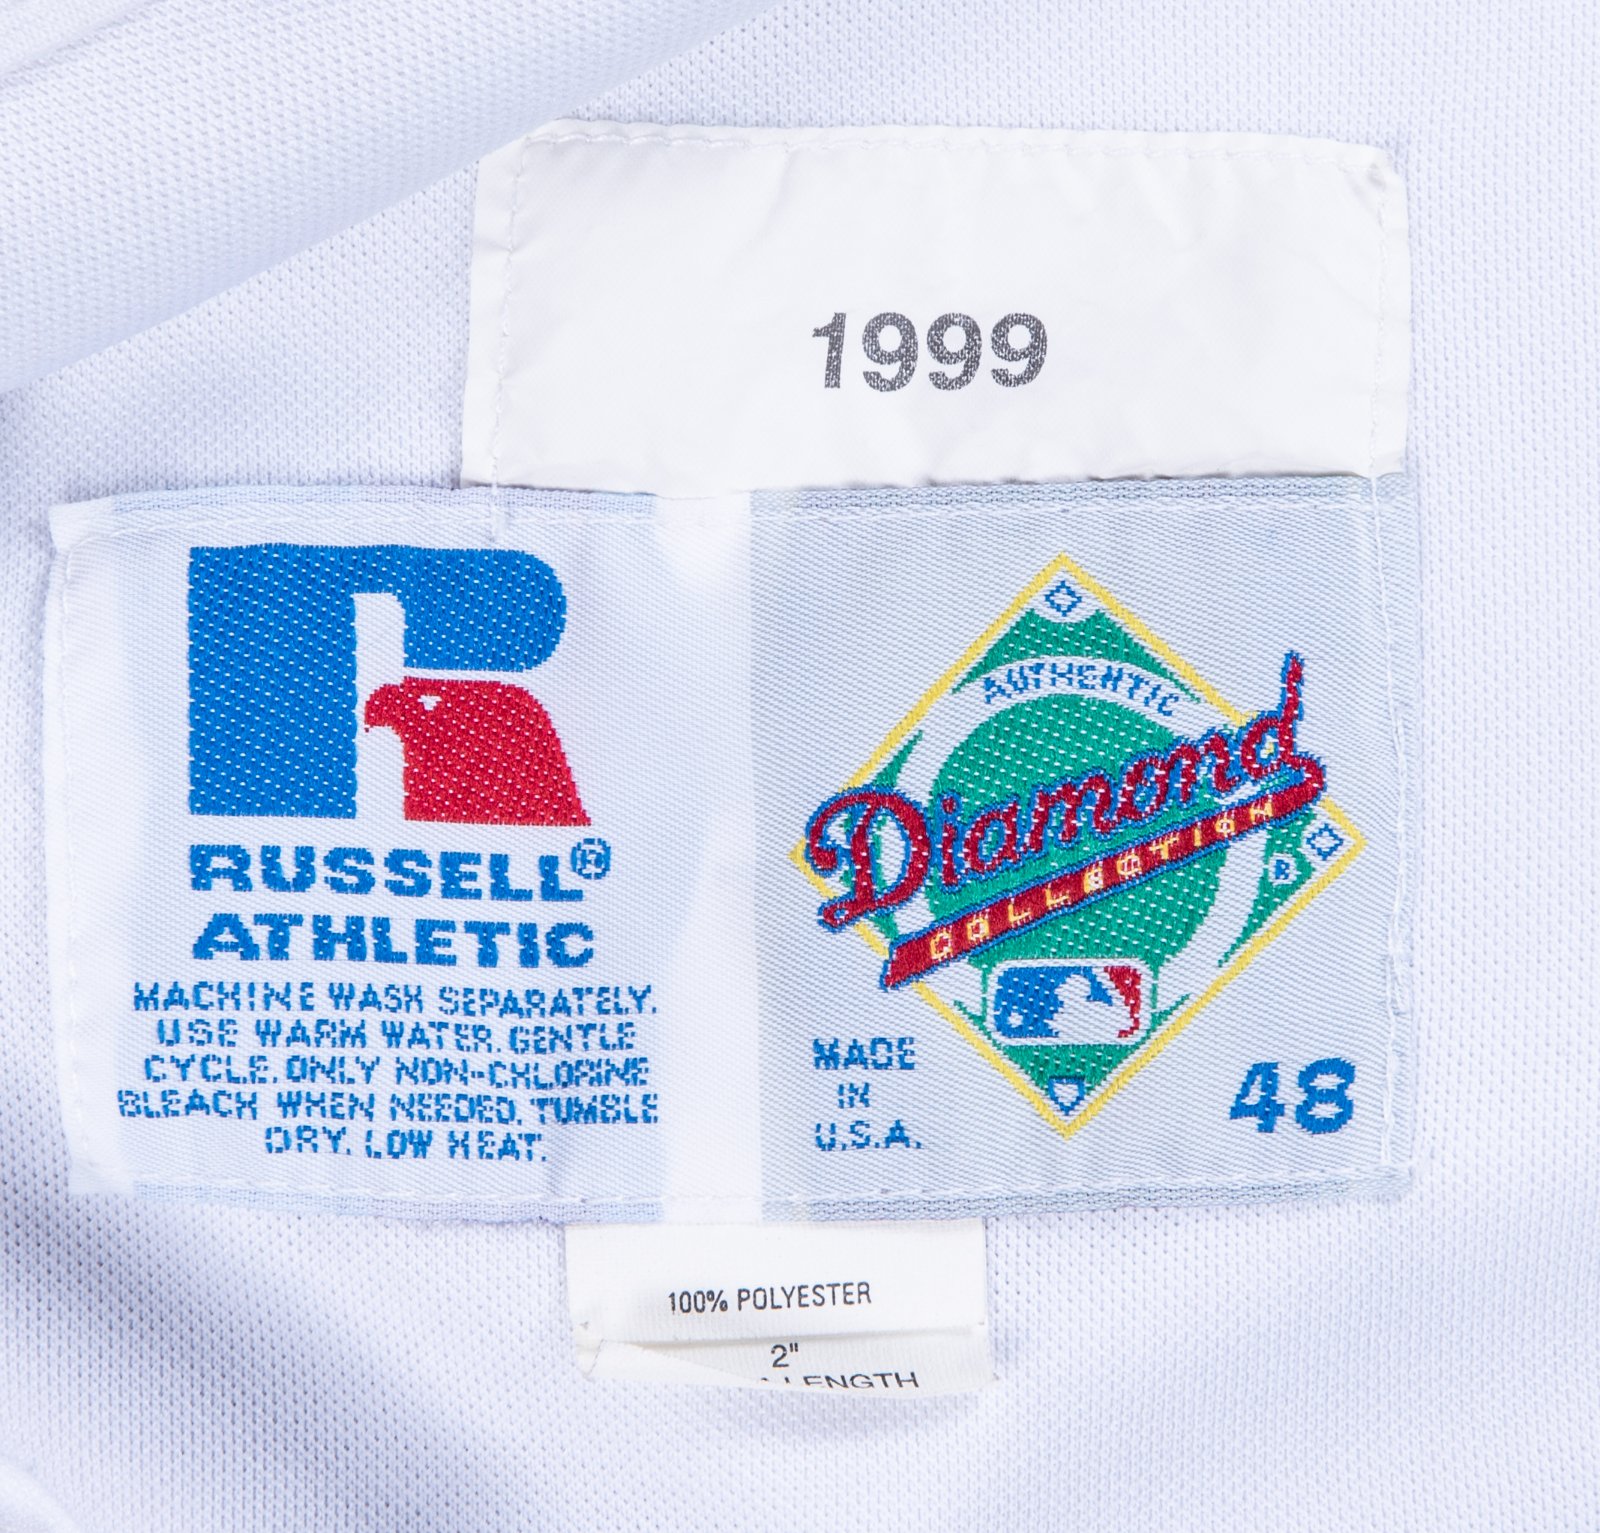 1999
RUSSELL®
ATHLETIC
MACHINE WASH SEPARATELY.
USE WARM WATER. GENTLE
CYCLE. ONLY NON-CHLORINE
BLEACH WHEN NEEDED. TUMBLE
DRY. LOW HEAT.
AUTHENTIC
Diamond
COLLECTION
®
MADE
IN
U.S.A.
48
100% POLYESTER
2"
LENGTH